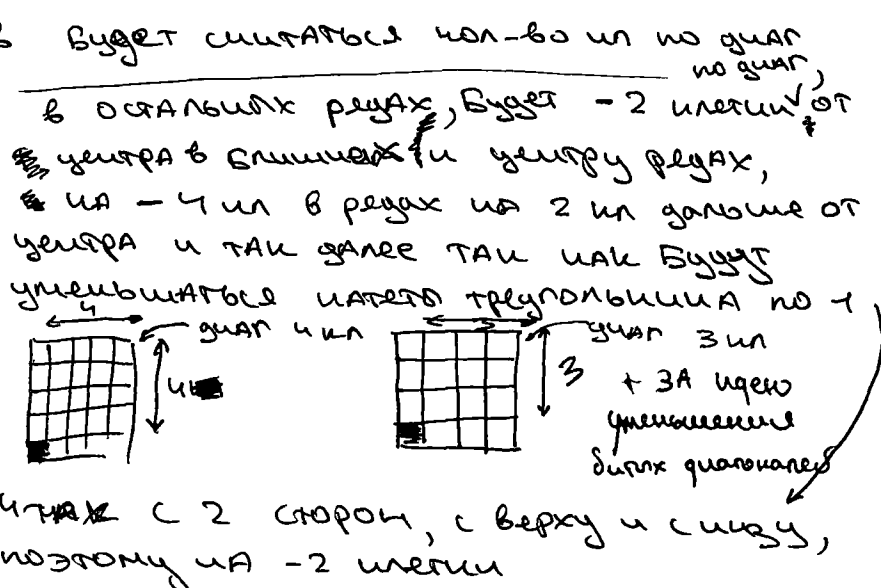 в Будет считаться кол-во кл по диаг
по диаг,
в остальных рядах, Будет - 2 клетки от
центра в ближних к центру рядах,
на - 4 кл в рядах на 2 кл дальше от
центра и так далее так как Будут
уменьшаться катеты треугольника по 1
4 диаг 4 кл 3 диаг 3 кл
4 3 + за идею
уменьшения
битых диагоналей
с 2 сторон, с верху и снизу,
поэтому на - 2 клетки